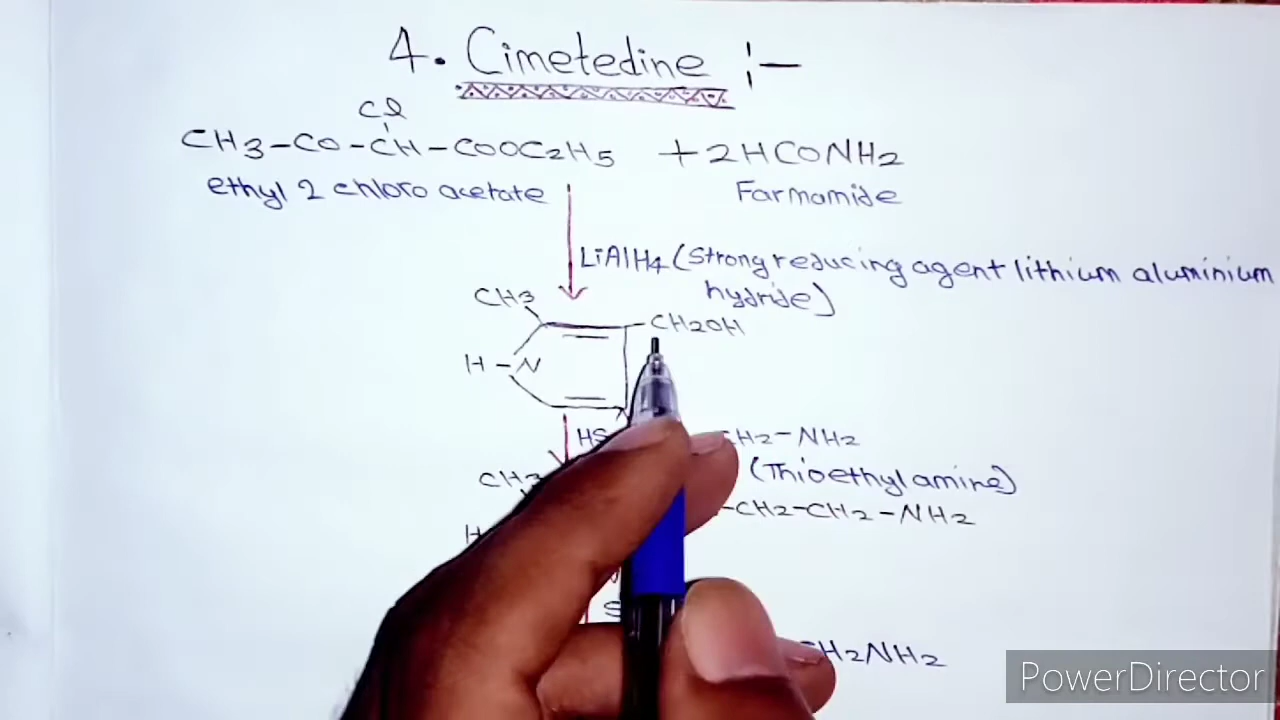 4. Cimetedine :-
Cl
CH3-CO-CH-COOC2H5 + 2HCONH2
ethyl 2 chloro acetate Farmamide
LiAlH4 (Strong reducing agent lithium aluminium
hydride)
CH3
CH2OH
H-N
HS
CH2-NH2
CH3
(Thioethylamine)
-CH2-CH2-NH2
H
S
CH2NH2
PowerDirector